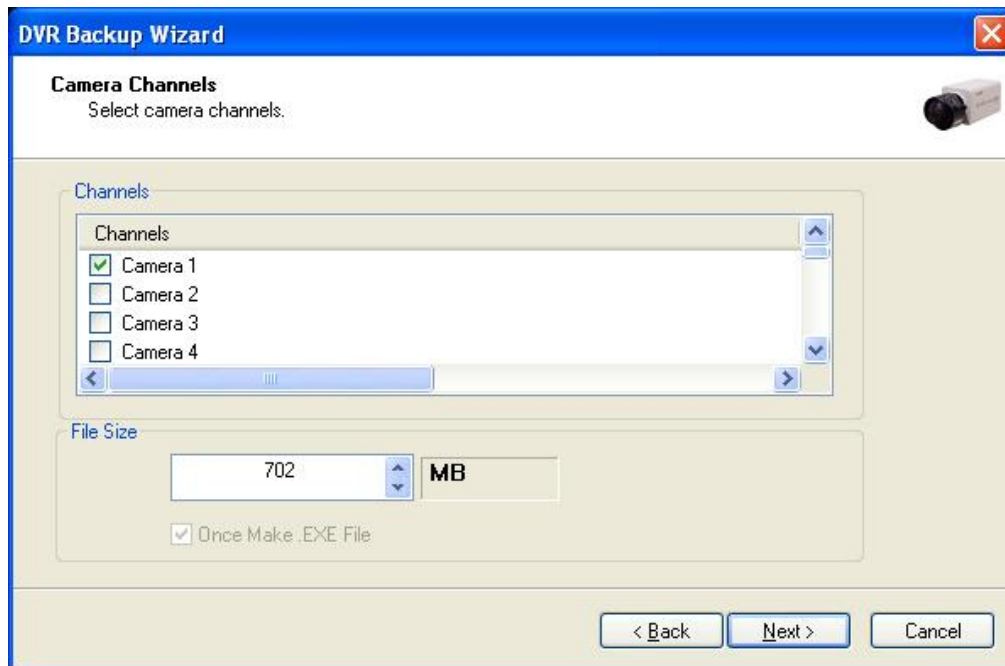 DVR Backup Wizard
Camera Channels
Select camera channels.
Channels
Channels
Camera 1
Camera 2
Camera 3
Camera 4
File Size
702
MB
Once Make .EXE File
< Back
Next >
Cancel